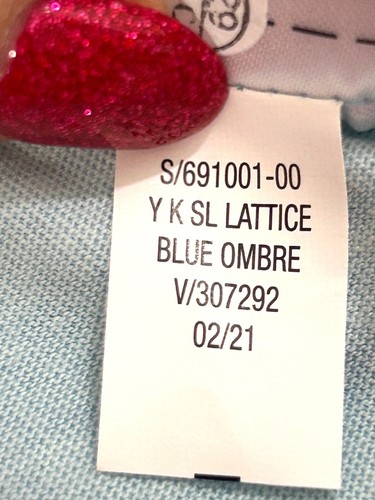 S/691001-00
Y K SL LATTICE
BLUE OMBRE
V/307292
02/21